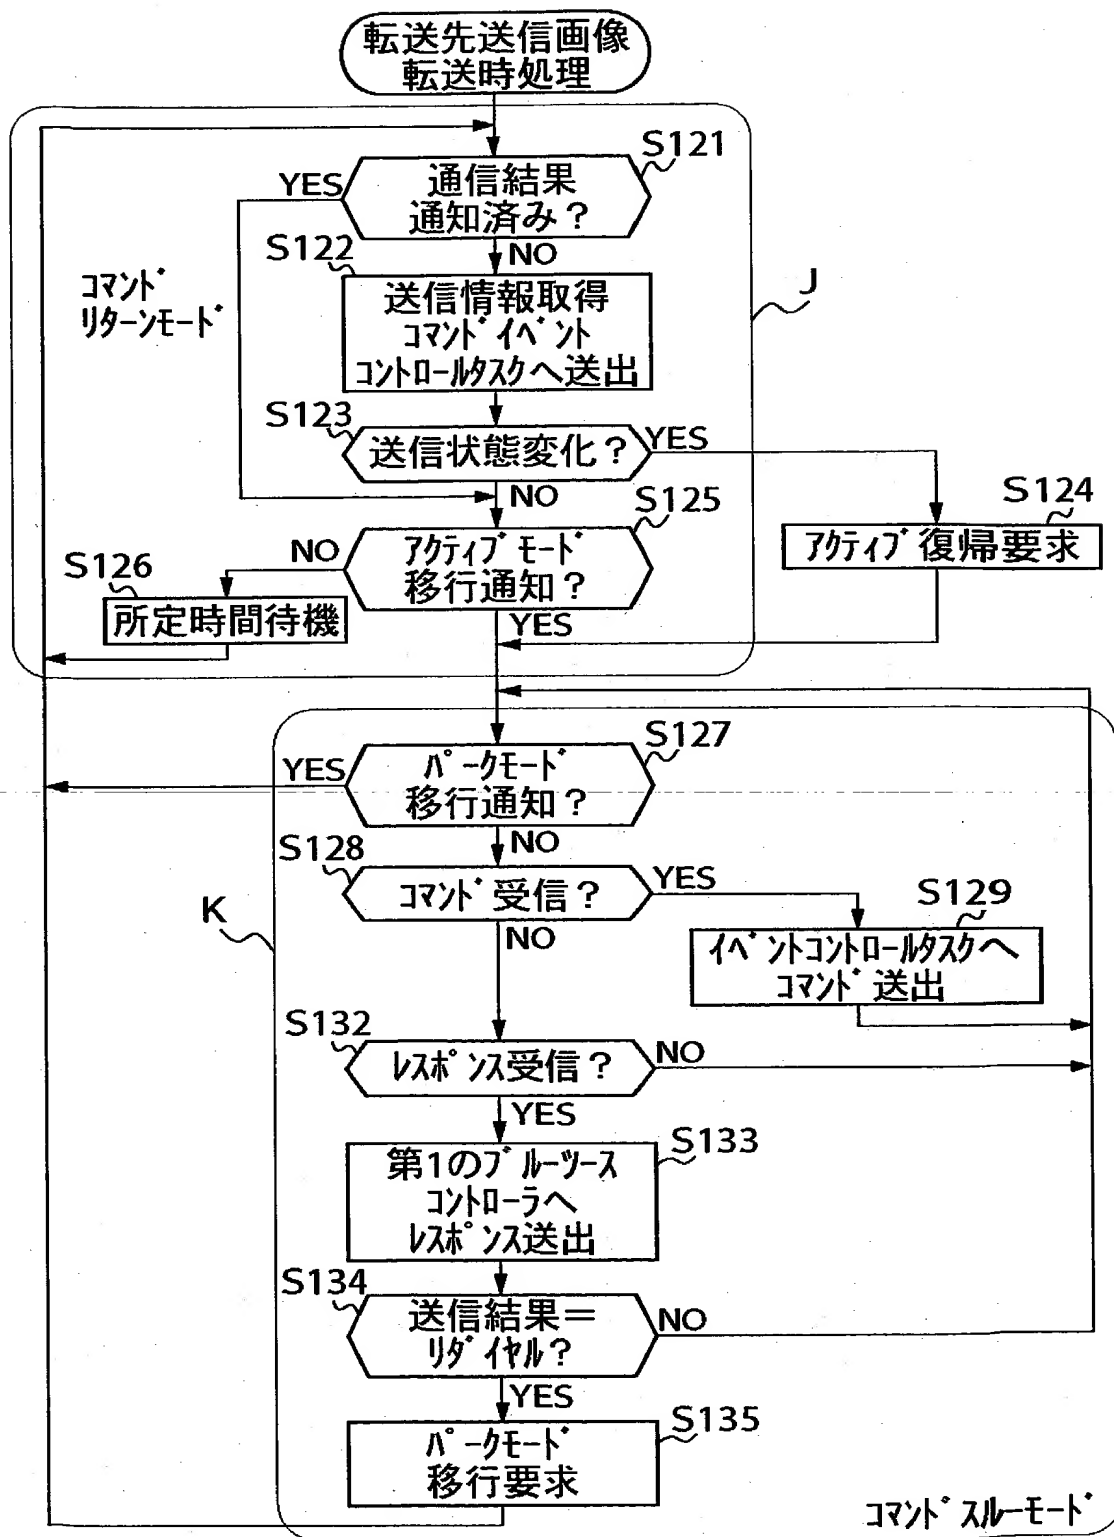 転送先送信画像
転送時処理
S121
YES
通信結果
通知済み？
S122
NO
コマンド
リターンモード
J
送信情報取得
コマンドイベント
コントロールタスクへ送出
S123
送信状態変化？
YES
NO
S125
S124
アクティブ復帰要求
NO
アクティブモード
移行通知？
S126
所定時間待機
YES
S127
YES
パークモード
移行通知？
NO
S128
コマンド受信？
YES
K
S129
NO
イベントコントロールタスクへ
コマンド送出
S132
レスポンス受信？
NO
YES
S133
第1のブルーツース
コントローラへ
レスポンス送出
S134
送信結果＝
リダイヤル？
NO
YES
S135
パークモード
移行要求
コマンドスルーモード